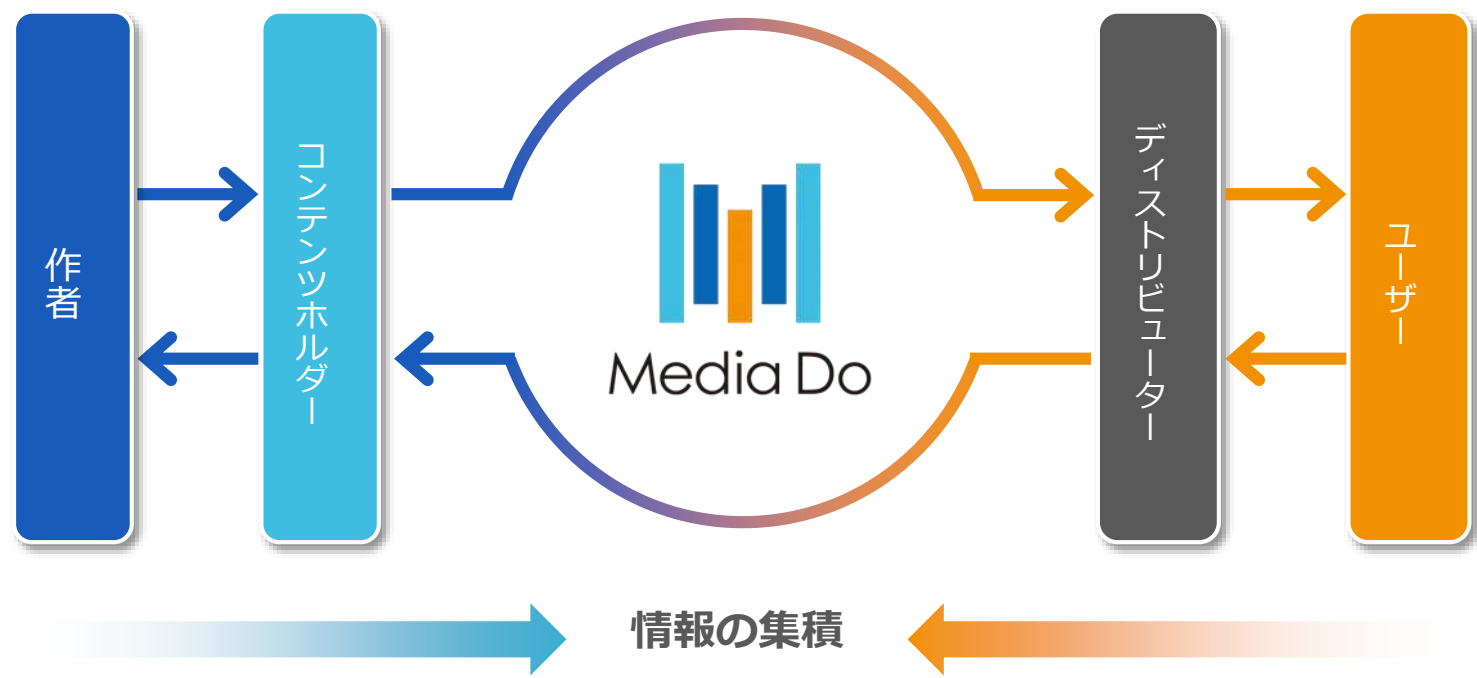 作者
コンテンツホルダー
Media Do
ディストリビューター
ユーザー
情報の集積